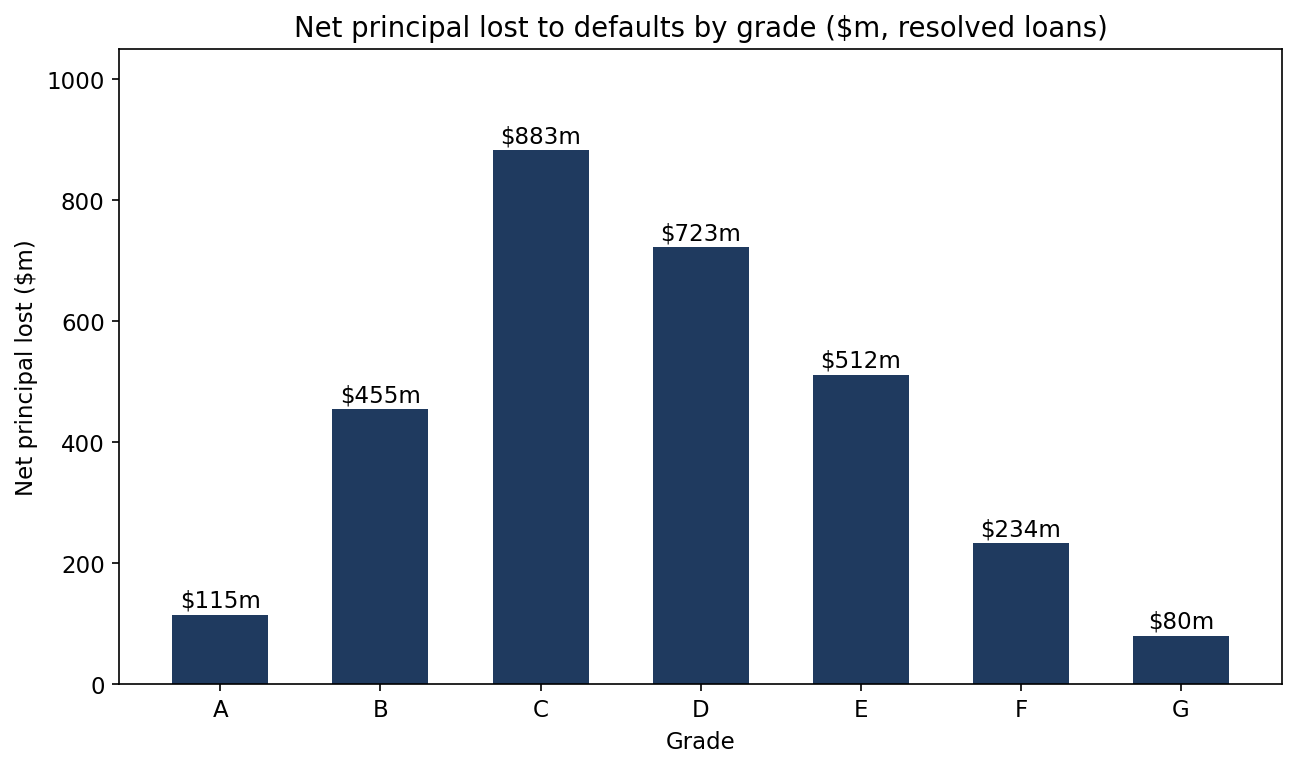 Net principal lost to defaults by grade ($m, resolved loans)
Net principal lost ($m)
1000
800
600
400
200
0
$115m
$455m
$883m
$723m
$512m
$234m
$80m
A B C D E F G
Grade